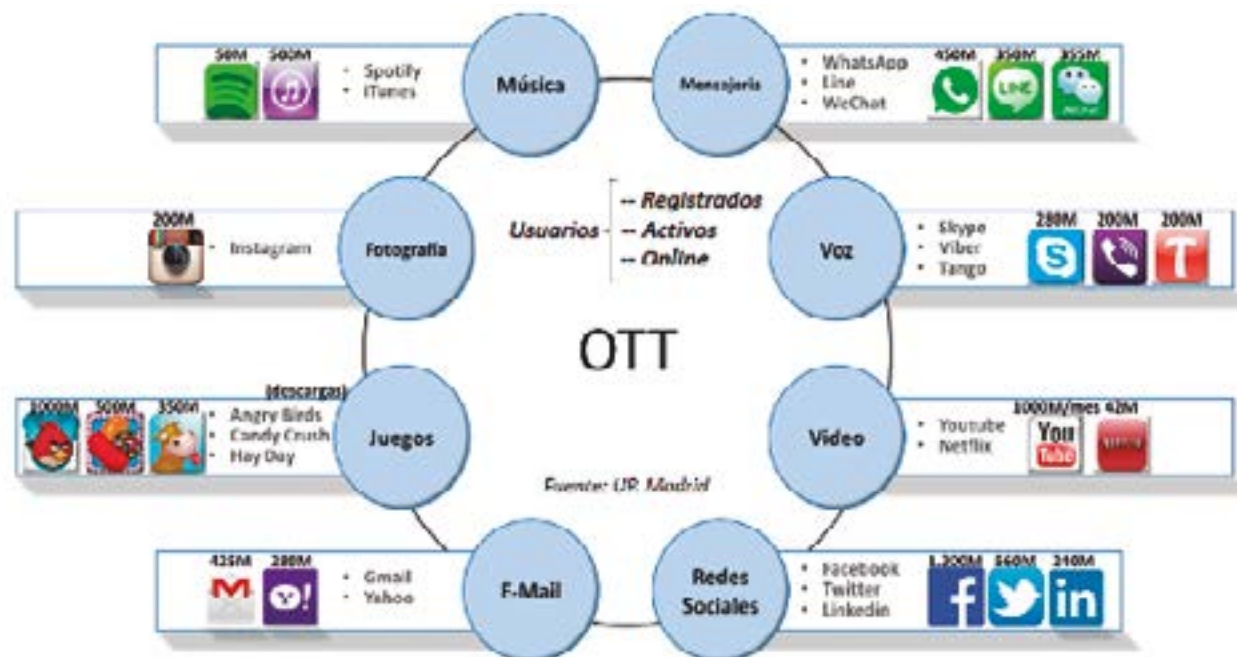 50M 500M
Spotify
iTunes
Música
Mensajería
WhatsApp
Line
WeChat
450M 350M 355M
LINE
WeChat
200M
Instagram
Fotografía
Usuarios
-- Registrados
-- Activos
-- Online
Voz
Skype
Viber
Tango
280M 200M 200M
OTT
(descargas)
1000M 500M 350M
Angry Birds
Candy Crush
Hay Day
Juegos
Video
Youtube
Netflix
1000M/mes 42M
You
Tube
Fuente: UP. Madrid
425M
Gmail
Yahoo
E-Mail
Redes
Sociales
Facebook
Twitter
Linkedin
1.200M 560M 240M
in